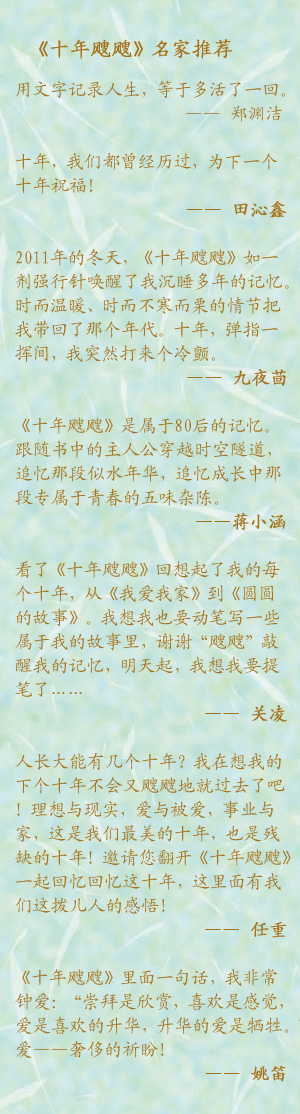 《十年飕飕》名家推荐
用文字记录人生，等于多活了一回。
—— 郑渊洁
十年，我们都曾经历过，为下一个
十年祝福！
—— 田沁鑫
2011年的冬天，《十年飕飕》如一
剂强行针唤醒了我沉睡多年的记忆。
时而温暖、时而不寒而栗的情节把
我带回了那个年代。十年，弹指一
挥间，我突然打来个冷颤。
—— 九夜茴
《十年飕飕》是属于80后的记忆。
跟随书中的主人公穿越时空隧道，
追忆那段似水年华，追忆成长中那
段专属于青春的五味杂陈。
——蒋小涵
看了《十年飕飕》回想起了我的每
个十年，从《我爱我家》到《圆圆
的故事》。我想我也要动笔写一些
属于我的故事里，谢谢“飕飕”敲
醒我的记忆，明天起，我想我要提
笔了……
—— 关凌
人长大能有几个十年？我在想我的
下个十年不会又飕飕地就过去了吧
！理想与现实，爱与被爱，事业与
家，这是我们最美的十年，也是残
缺的十年！邀请您翻开《十年飕飕》
一起回忆回忆这十年，这里面有我
们这拨儿人的感悟！
—— 任重
《十年飕飕》里面一句话，我非常
钟爱：“崇拜是欣赏，喜欢是感觉，
爱是喜欢的升华，升华的爱是牺牲。
爱——奢侈的祈盼！
—— 姚笛